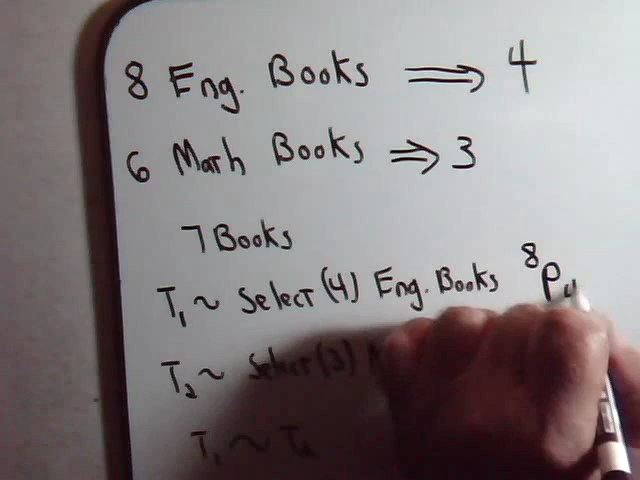 8 Eng. Books ⟹ 4
6 Math Books ⟹ 3
7 Books
T₁ ~ Select (4) Eng. Books ⁸P₄
T₂ ~ Select (3)
T₁ ~ T₂